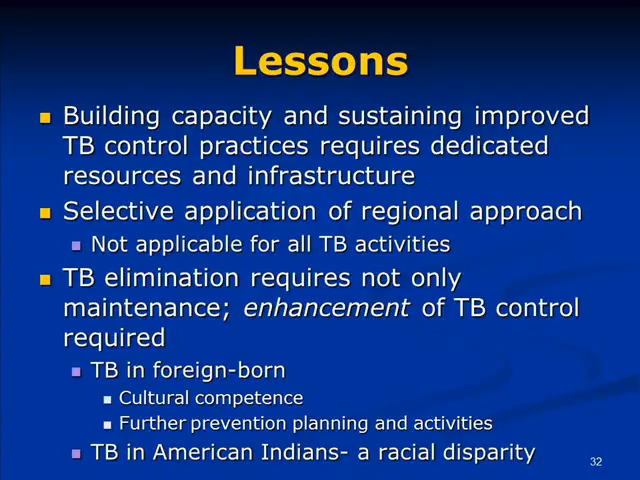 Lessons
Building capacity and sustaining improved
TB control practices requires dedicated
resources and infrastructure
Selective application of regional approach
Not applicable for all TB activities
TB elimination requires not only
maintenance; enhancement of TB control
required
TB in foreign-born
Cultural competence
Further prevention planning and activities
TB in American Indians- a racial disparity
32